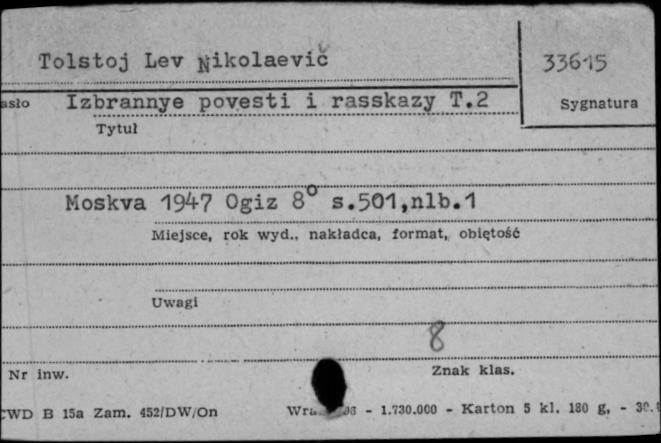 Tolstoj Lev Nikolaevič
33615
Izbrannye povesti i rasskazy T.2
Sygnatura
Tytuł
Moskva 1947 Ogiz 8° s.501,nlb.1
Miejsce, rok wyd., nakładca, format, objętość
Uwagi
8
Nr inw.
Znak klas.
CWD B 15a Zam. 452/DW/On - 1.730.000 - Karton 5 kl. 180 g, -